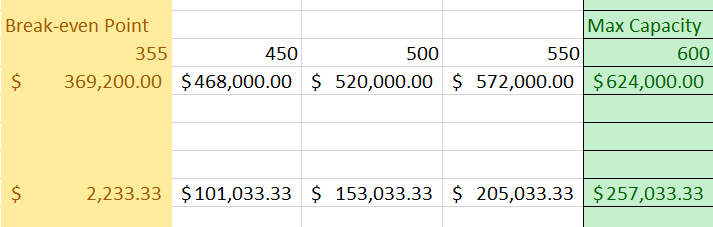 Break-even Point Max Capacity
355 450 500 550 600
$ 369,200.00 $468,000.00 $ 520,000.00 $ 572,000.00 $624,000.00
$ 2,233.33 $101,033.33 $ 153,033.33 $ 205,033.33 $257,033.33